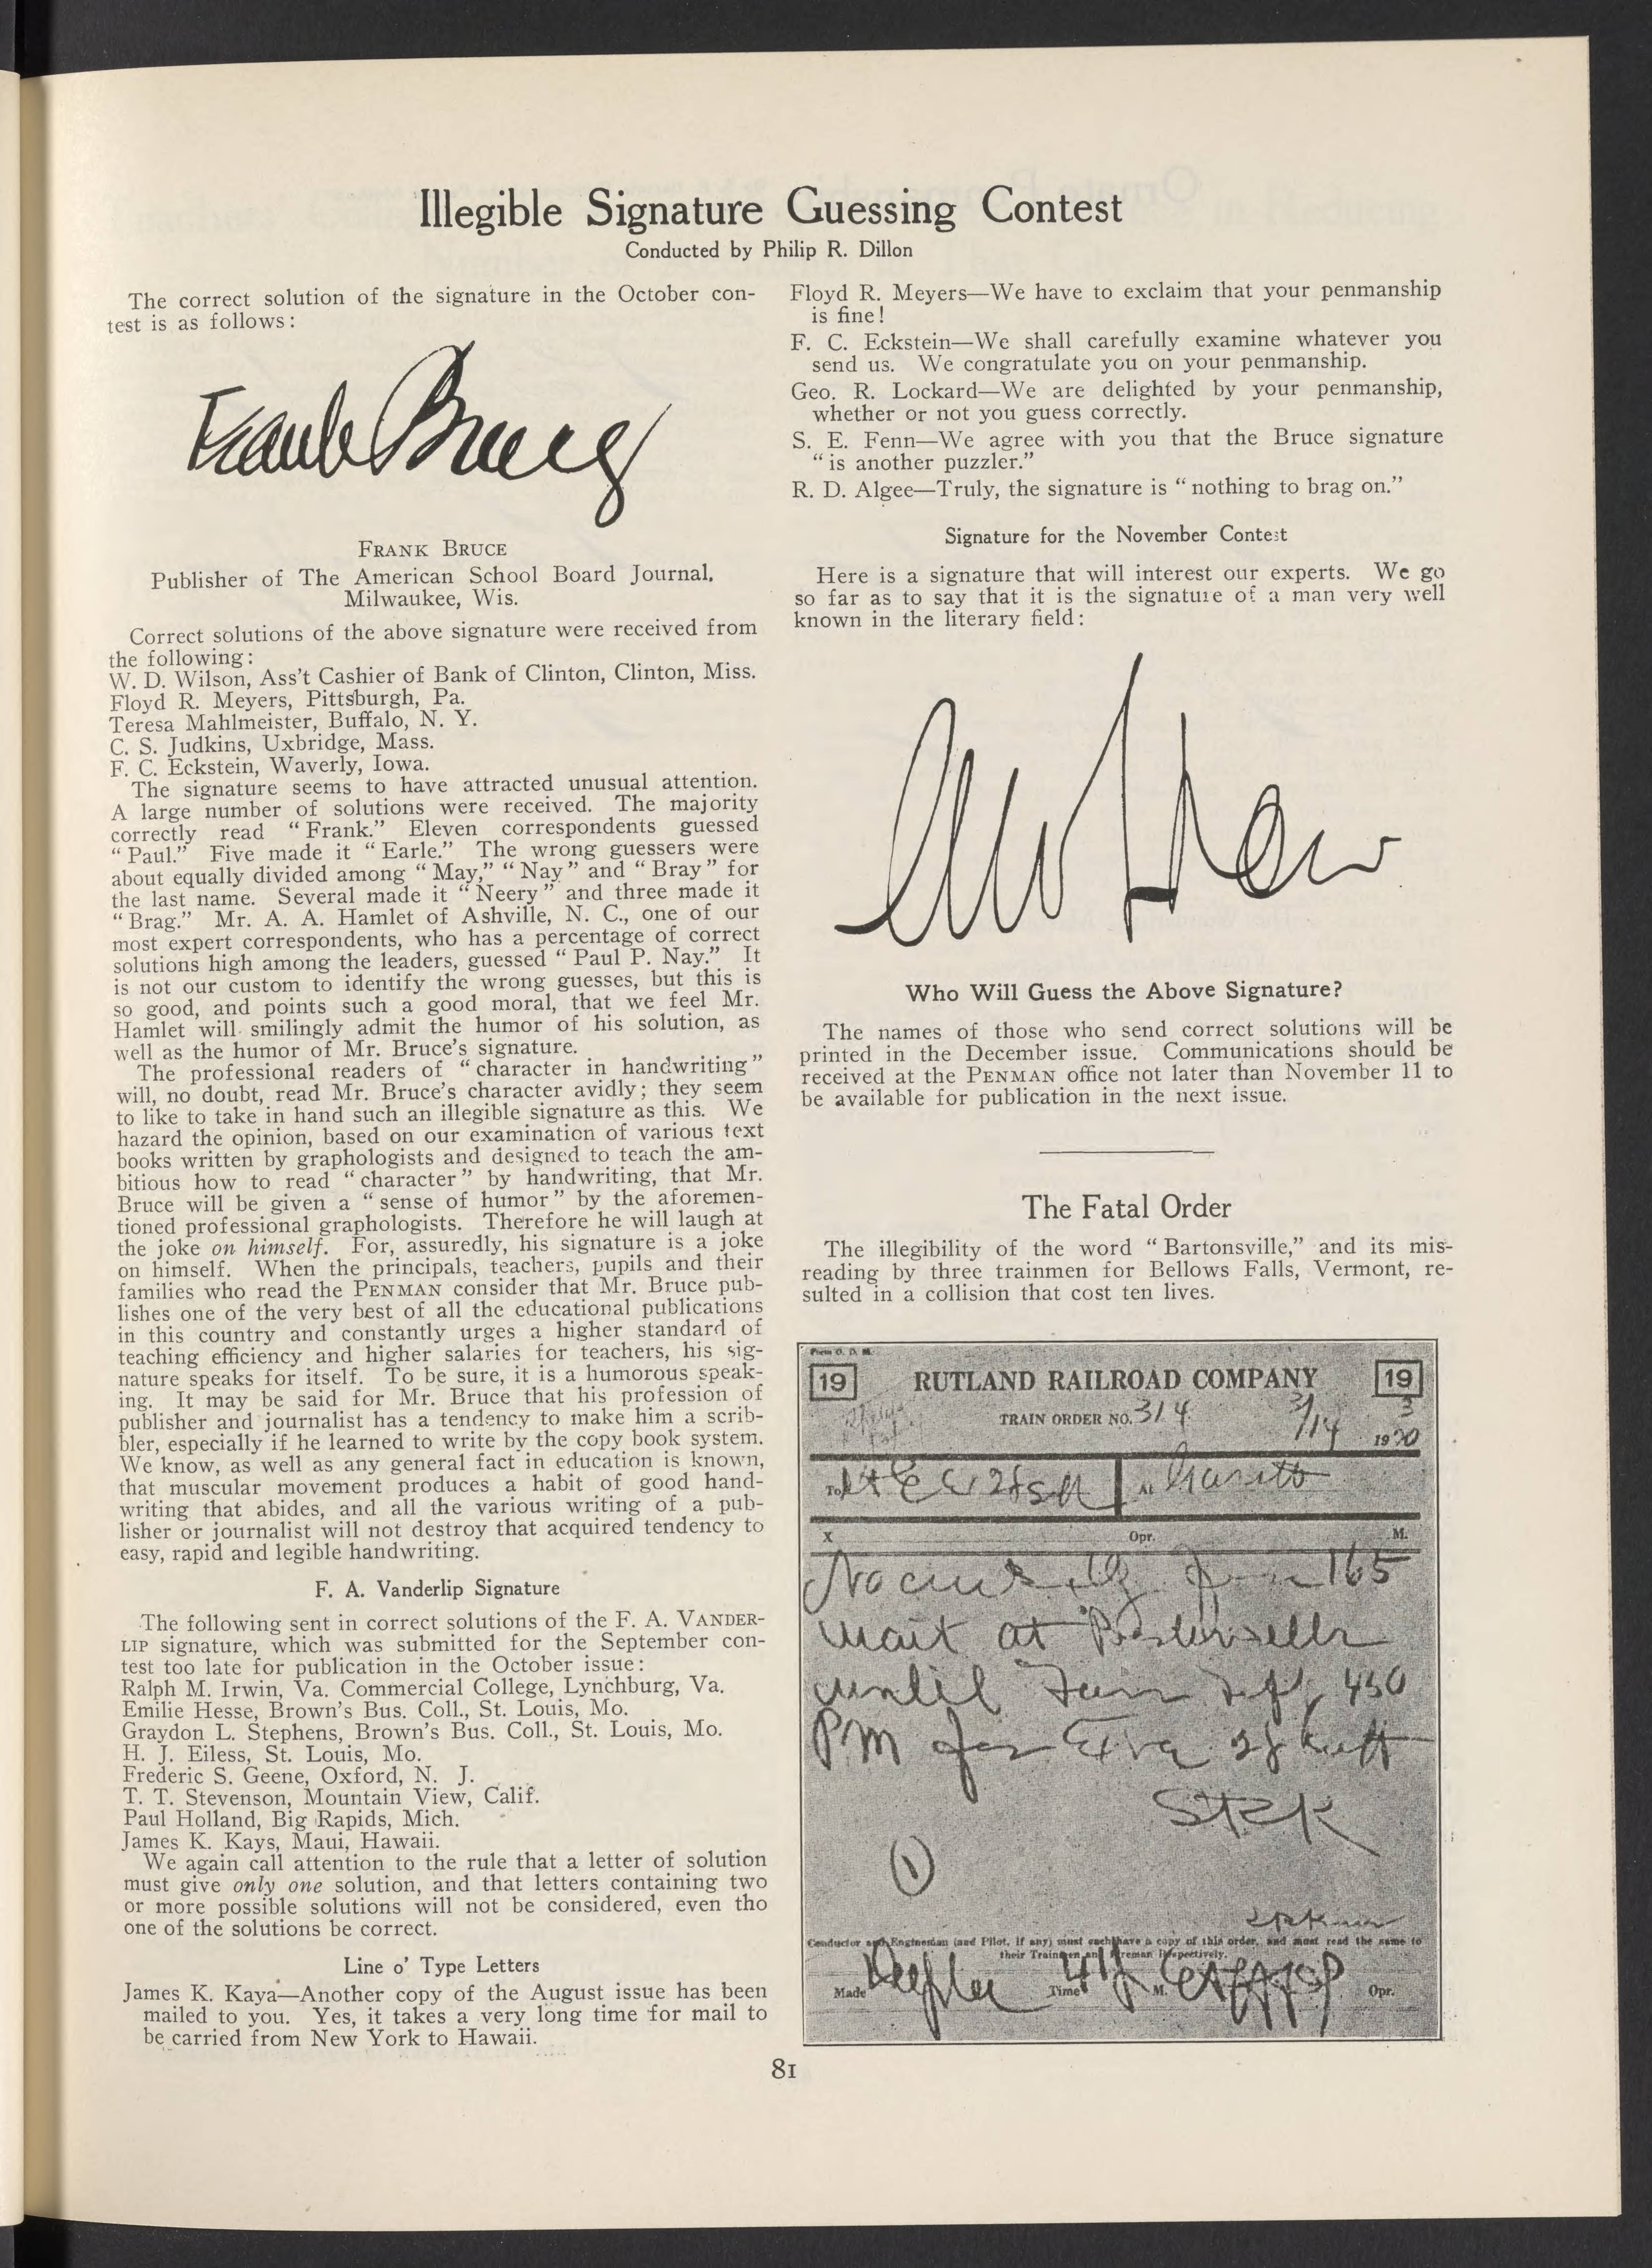 Illegible Signature Guessing Contest
Conducted by Philip R. Dillon
The correct solution of the signature in the October con-
test is as follows:
Frank Bruce
FRANK BRUCE
Publisher of The American School Board Journal,
Milwaukee, Wis.
Correct solutions of the above signature were received from
the following:
W. D. Wilson, Ass't Cashier of Bank of Clinton, Clinton, Miss.
Floyd R. Meyers, Pittsburgh, Pa.
Teresa Mahlmeister, Buffalo, N. Y.
C. S. Judkins, Uxbridge, Mass.
F. C. Eckstein, Waverly, Iowa.
The signature seems to have attracted unusual attention.
A large number of solutions were received. The majority
correctly read "Frank." Eleven correspondents guessed
"Paul." Five made it "Earle." The wrong guessers were
about equally divided among "May," "Nay" and "Bray" for
the last name. Several made it "Neery" and three made it
"Brag." Mr. A. A. Hamlet of Ashville, N. C., one of our
most expert correspondents, who has a percentage of correct
solutions high among the leaders, guessed "Paul P. Nay." It
is not our custom to identify the wrong guesses, but this is
so good, and points such a good moral, that we feel Mr.
Hamlet will smilingly admit the humor of his solution, as
well as the humor of Mr. Bruce's signature.
The professional readers of "character in handwriting"
will, no doubt, read Mr. Bruce's character avidly; they seem
to like to take in hand such an illegible signature as this. We
hazard the opinion, based on our examination of various text
books written by graphologists and designed to teach the am-
bitious how to read "character" by handwriting, that Mr.
Bruce will be given a "sense of humor" by the aforemen-
tioned professional graphologists. Therefore he will laugh at
the joke on himself. For, assuredly, his signature is a joke
on himself. When the principals, teachers, pupils and their
families who read the PENMAN consider that Mr. Bruce pub-
lishes one of the very best of all the educational publications
in this country and constantly urges a higher standard of
teaching efficiency and higher salaries for teachers, his sig-
nature speaks for itself. To be sure, it is a humorous speak-
ing. It may be said for Mr. Bruce that his profession of
publisher and journalist has a tendency to make him a scrib-
bler, especially if he learned to write by the copy book system.
We know, as well as any general fact in education is known,
that muscular movement produces a habit of good hand-
writing that abides, and all the various writing of a pub-
lisher or journalist will not destroy that acquired tendency to
easy, rapid and legible handwriting.
F. A. Vanderlip Signature
The following sent in correct solutions of the F. A. VANDER-
LIP signature, which was submitted for the September con-
test too late for publication in the October issue:
Ralph M. Irwin, Va. Commercial College, Lynchburg, Va.
Emilie Hesse, Brown's Bus. Coll., St. Louis, Mo.
Graydon L. Stephens, Brown's Bus. Coll., St. Louis, Mo.
H. J. Eiless, St. Louis, Mo.
Frederic S. Geene, Oxford, N. J.
T. T. Stevenson, Mountain View, Calif.
Paul Holland, Big Rapids, Mich.
James K. Kays, Maui, Hawaii.
We again call attention to the rule that a letter of solution
must give only one solution, and that letters containing two
or more possible solutions will not be considered, even tho
one of the solutions be correct.
Line o' Type Letters
James K. Kaya—Another copy of the August issue has been
mailed to you. Yes, it takes a very long time for mail to
be carried from New York to Hawaii.
Floyd R. Meyers—We have to exclaim that your penmanship
is fine!
F. C. Eckstein—We shall carefully examine whatever you
send us. We congratulate you on your penmanship.
Geo. R. Lockard—We are delighted by your penmanship,
whether or not you guess correctly.
S. E. Fenn—We agree with you that the Bruce signature
"is another puzzler."
R. D. Algee—Truly, the signature is "nothing to brag on."
Signature for the November Contest
Here is a signature that will interest our experts. We go
so far as to say that it is the signature of a man very well
known in the literary field:
Who Will Guess the Above Signature?
The names of those who send correct solutions will be
printed in the December issue. Communications should be
received at the PENMAN office not later than November 11 to
be available for publication in the next issue.
The Fatal Order
The illegibility of the word "Bartonsville," and its mis-
reading by three trainmen for Bellows Falls, Vermont, re-
sulted in a collision that cost ten lives.
19 RUTLAND RAILROAD COMPANY 19
TRAIN ORDER NO. 314 3/14 1920
To At
X Opr. M.
165
wait at Bartonsville
until 450
PM for
Conductor and Engineman (and Pilot, if any) must each have a copy of this order, and must read the same to
their Trainmen and Fireman respectively.
Made Time M. Opr.
81